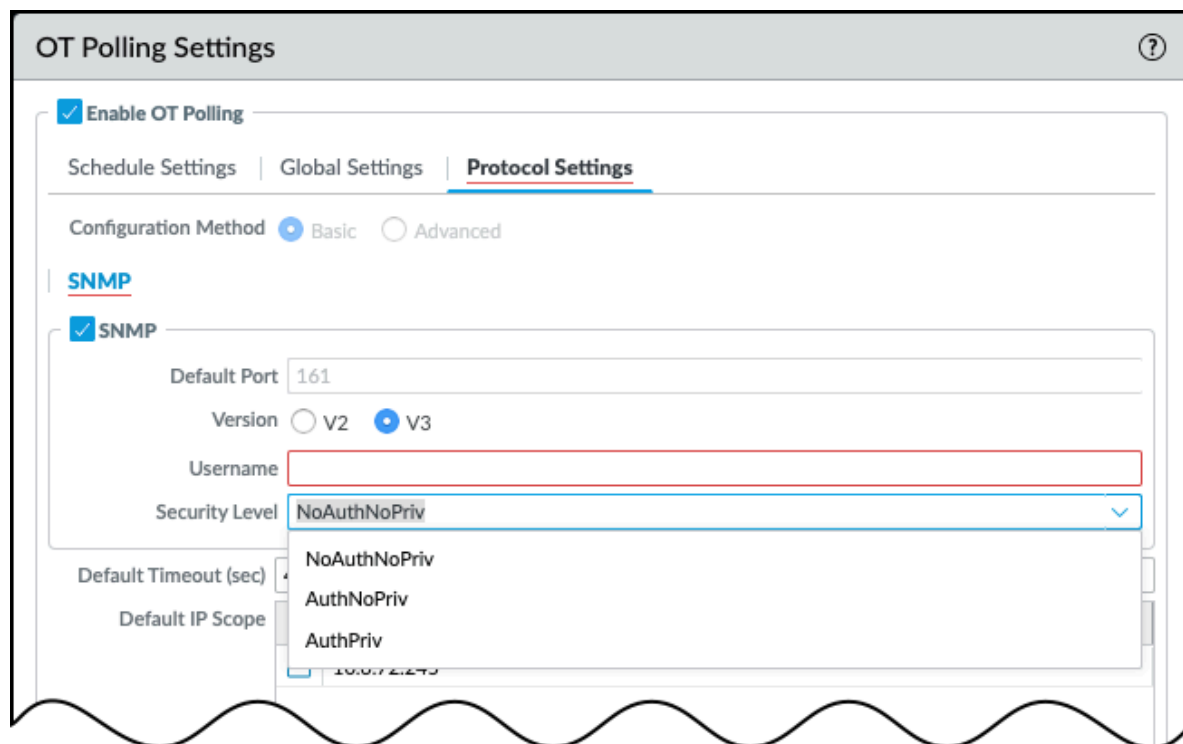 OT Polling Settings ?
Enable OT Polling
Schedule Settings Global Settings Protocol Settings
Configuration Method Basic Advanced
SNMP
SNMP
Default Port 161
Version V2 V3
Username
Security Level NoAuthNoPriv
NoAuthNoPriv
Default Timeout (sec)
AuthNoPriv
Default IP Scope
AuthPriv